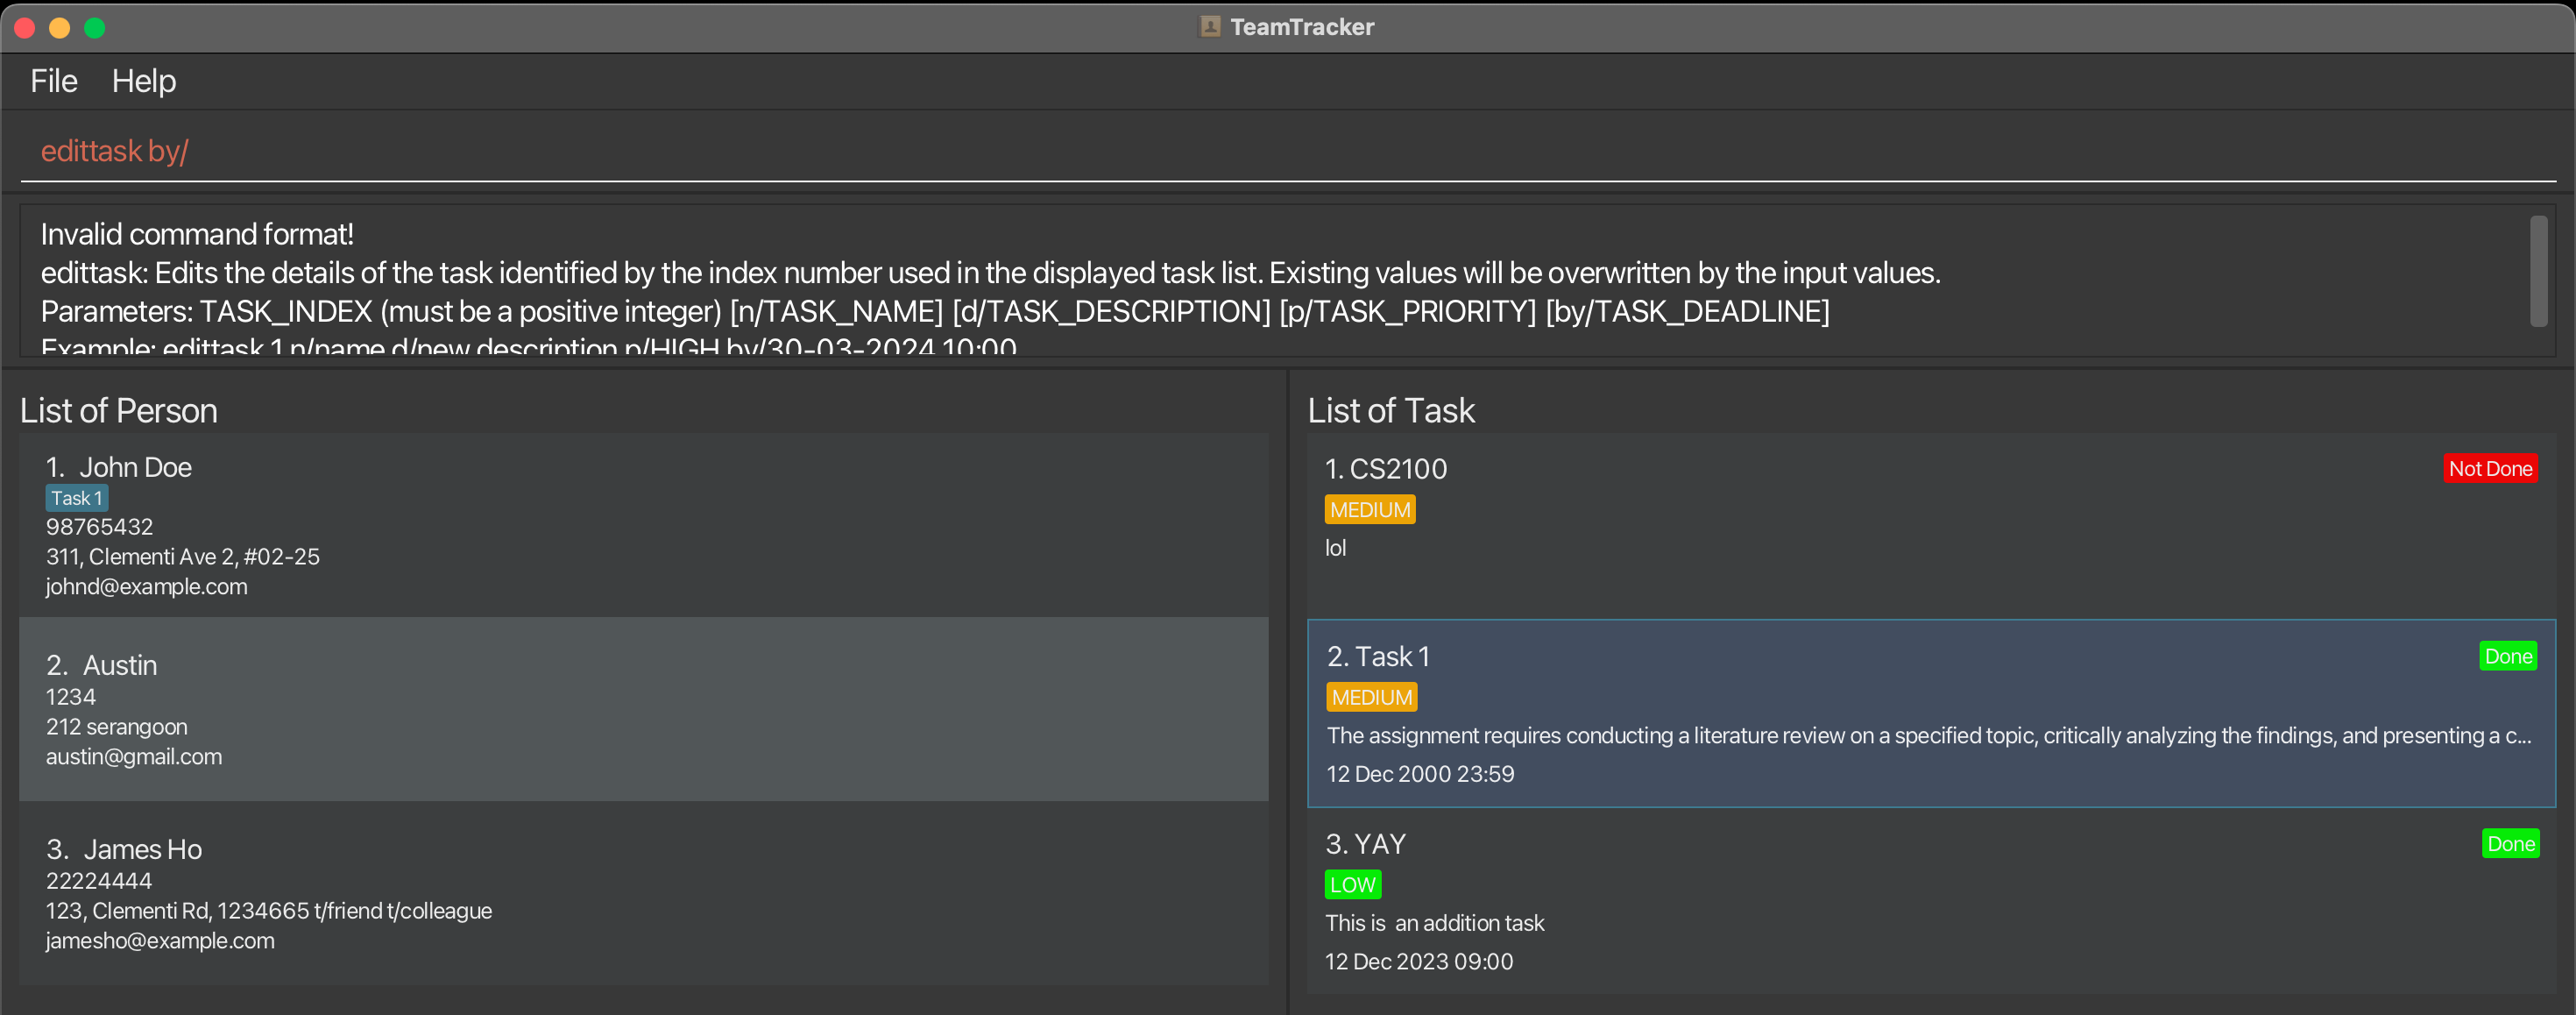 TeamTracker
File Help
edittask by/
Invalid command format!
edittask: Edits the details of the task identified by the index number used in the displayed task list. Existing values will be overwritten by the input values.
Parameters: TASK_INDEX (must be a positive integer) [n/TASK_NAME] [d/TASK_DESCRIPTION] [p/TASK_PRIORITY] [by/TASK_DEADLINE]
Example: edittask 1 n/name d/new description p/HIGH by/30-03-2024 10:00
List of Person
1. John Doe
Task 1
98765432
311, Clementi Ave 2, #02-25
johnd@example.com
2. Austin
1234
212 serangoon
austin@gmail.com
3. James Ho
22224444
123, Clementi Rd, 1234665 t/friend t/colleague
jamesho@example.com
List of Task
1. CS2100
Not Done
MEDIUM
lol
2. Task 1
Done
MEDIUM
The assignment requires conducting a literature review on a specified topic, critically analyzing the findings, and presenting a c...
12 Dec 2000 23:59
3. YAY
Done
LOW
This is  an addition task
12 Dec 2023 09:00